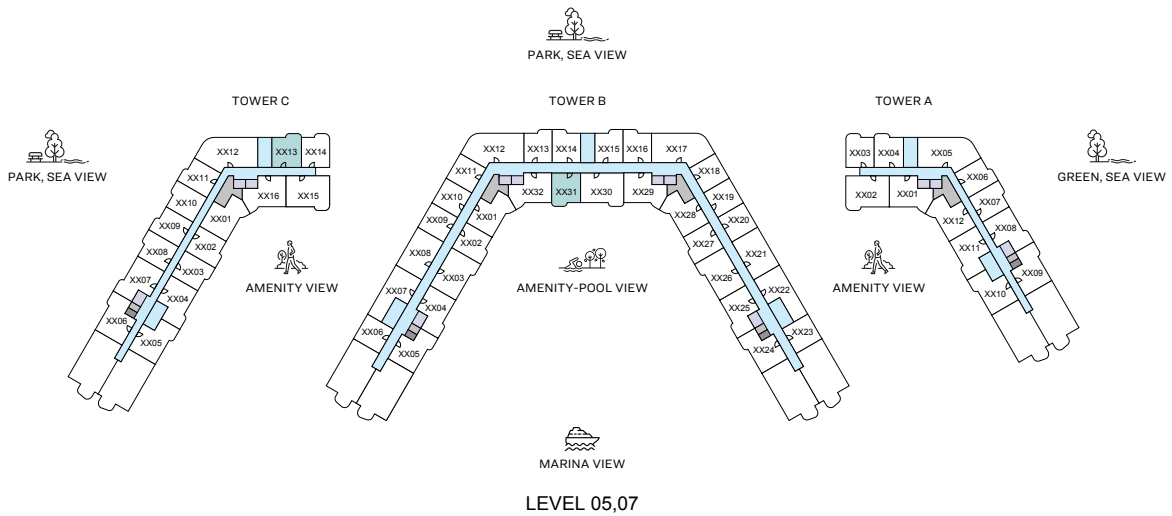 PARK, SEA VIEW
TOWER C
TOWER B
TOWER A
PARK, SEA VIEW
GREEN, SEA VIEW
XX12
XX13
XX14
XX11
XX16
XX15
XX10
XX01
XX09
XX02
XX08
XX03
XX07
XX04
XX06
XX05
AMENITY VIEW
XX12
XX13
XX14
XX15
XX16
XX17
XX11
XX32
XX31
XX30
XX29
XX18
XX10
XX01
XX28
XX19
XX09
XX02
XX27
XX20
XX08
XX03
XX26
XX21
XX07
XX04
XX25
XX22
XX06
XX05
XX24
XX23
AMENITY-POOL VIEW
XX03
XX04
XX05
XX02
XX01
XX06
XX12
XX07
XX11
XX08
XX10
XX09
AMENITY VIEW
MARINA VIEW
LEVEL 05,07